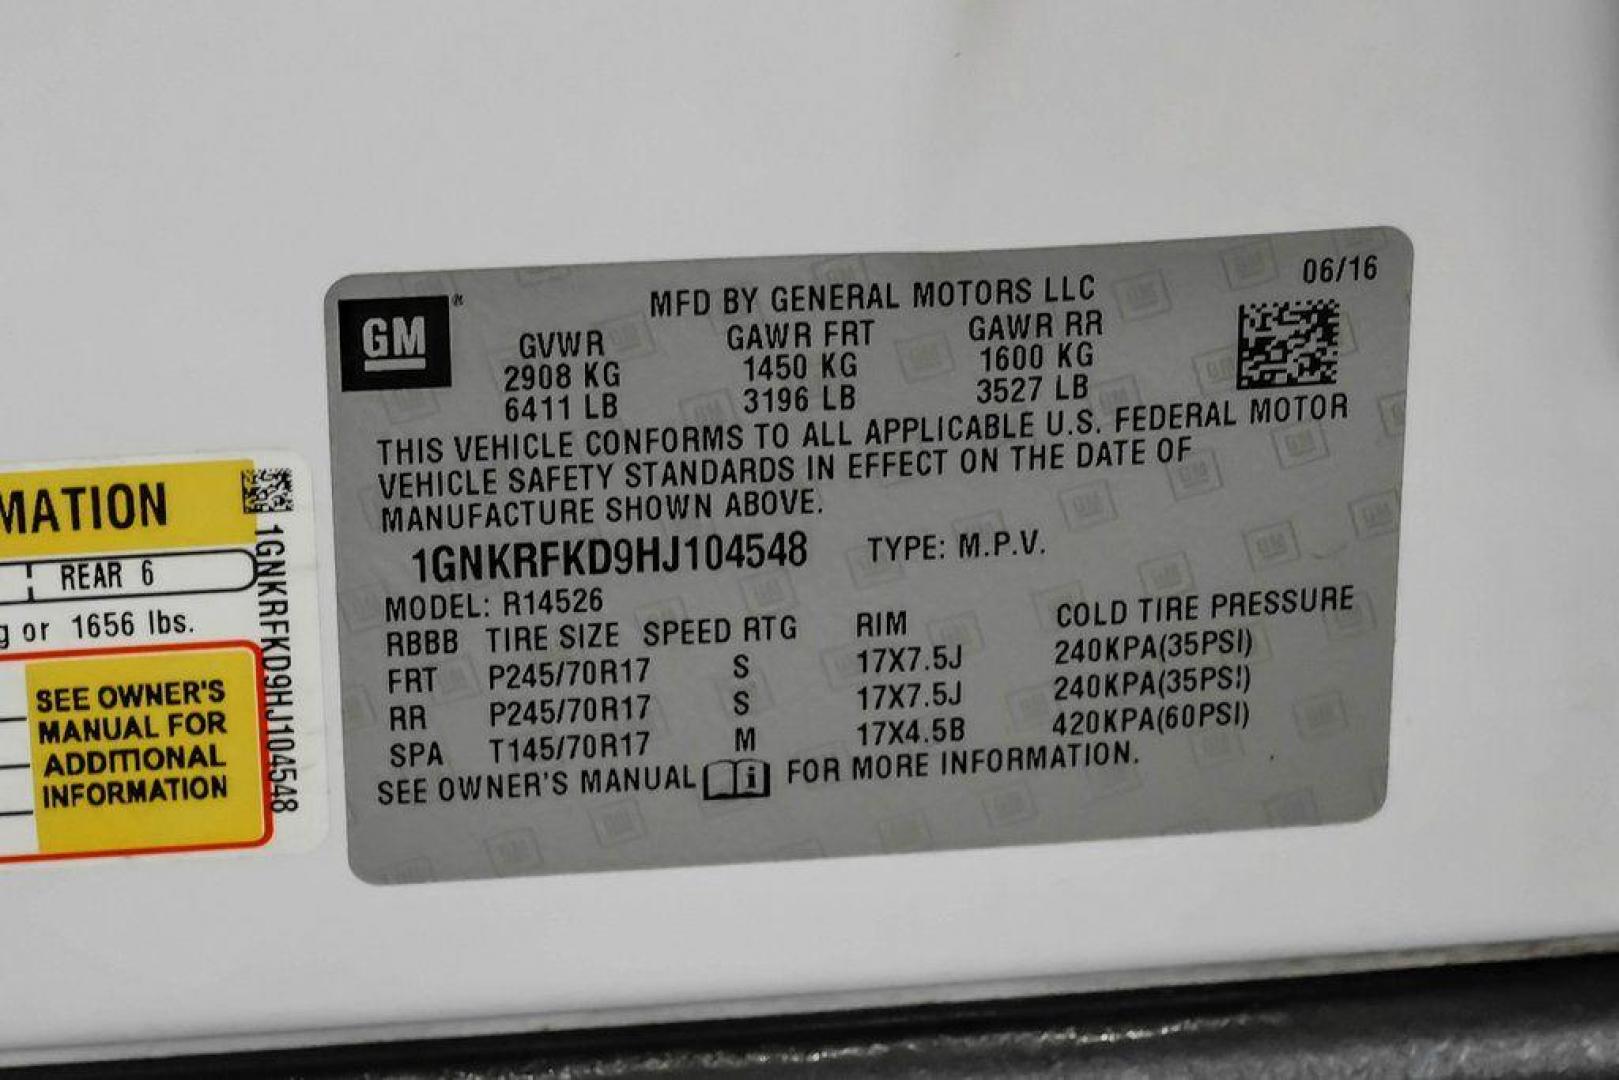 GM
MFD BY GENERAL MOTORS LLC 06/16
GVWR GAWR FRT GAWR RR
2908 KG 1450 KG 1600 KG
6411 LB 3196 LB 3527 LB
THIS VEHICLE CONFORMS TO ALL APPLICABLE U.S. FEDERAL MOTOR
VEHICLE SAFETY STANDARDS IN EFFECT ON THE DATE OF
MANUFACTURE SHOWN ABOVE.
1GNKRFKD9HJ104548 TYPE: M.P.V.
MODEL: R14526
RBBB TIRE SIZE SPEED RTG RIM COLD TIRE PRESSURE
FRT P245/70R17 S 17X7.5J 240KPA(35PSI)
RR P245/70R17 S 17X7.5J 240KPA(35PSI)
SPA T145/70R17 M 17X4.5B 420KPA(60PSI)
SEE OWNER'S MANUAL FOR MORE INFORMATION.
MATION
REAR 6
g or 1656 lbs.
SEE OWNER'S
MANUAL FOR
ADDITIONAL
INFORMATION
1GNKRFKD9HJ104548